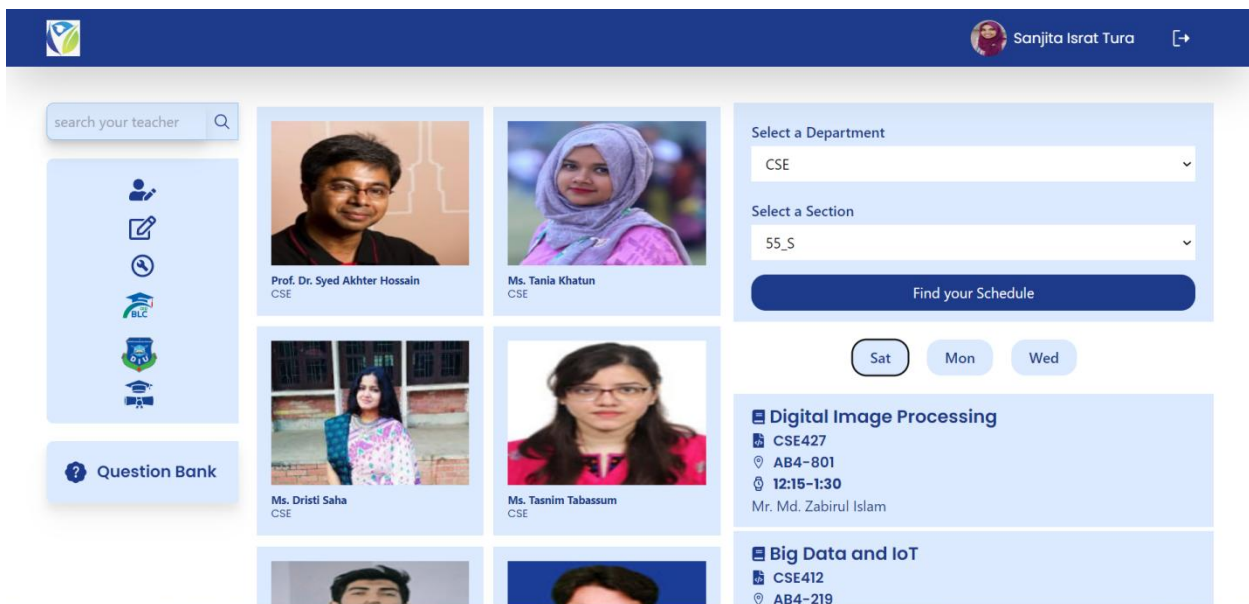 Sanjita Israt Tura
search your teacher
BLC
DIU
Question Bank
Prof. Dr. Syed Akhter Hossain
CSE
Ms. Tania Khatun
CSE
Ms. Dristi Saha
CSE
Ms. Tasnim Tabassum
CSE
Select a Department
CSE
Select a Section
55_S
Find your Schedule
Sat
Mon
Wed
Digital Image Processing
CSE427
AB4-801
12:15-1:30
Mr. Md. Zabirul Islam
Big Data and IoT
CSE412
AB4-219